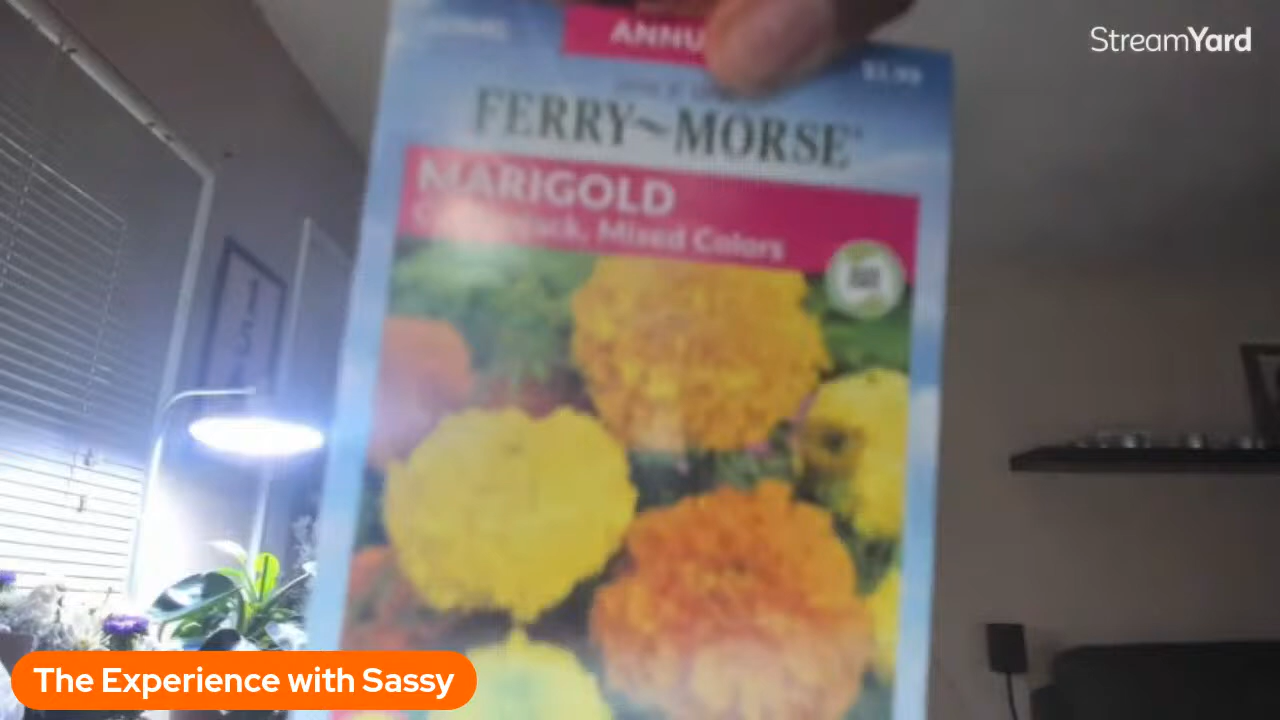 StreamYard
ANNU
$1.99
FERRY~MORSE
MARIGOLD
Mixed Colors
The Experience with Sassy